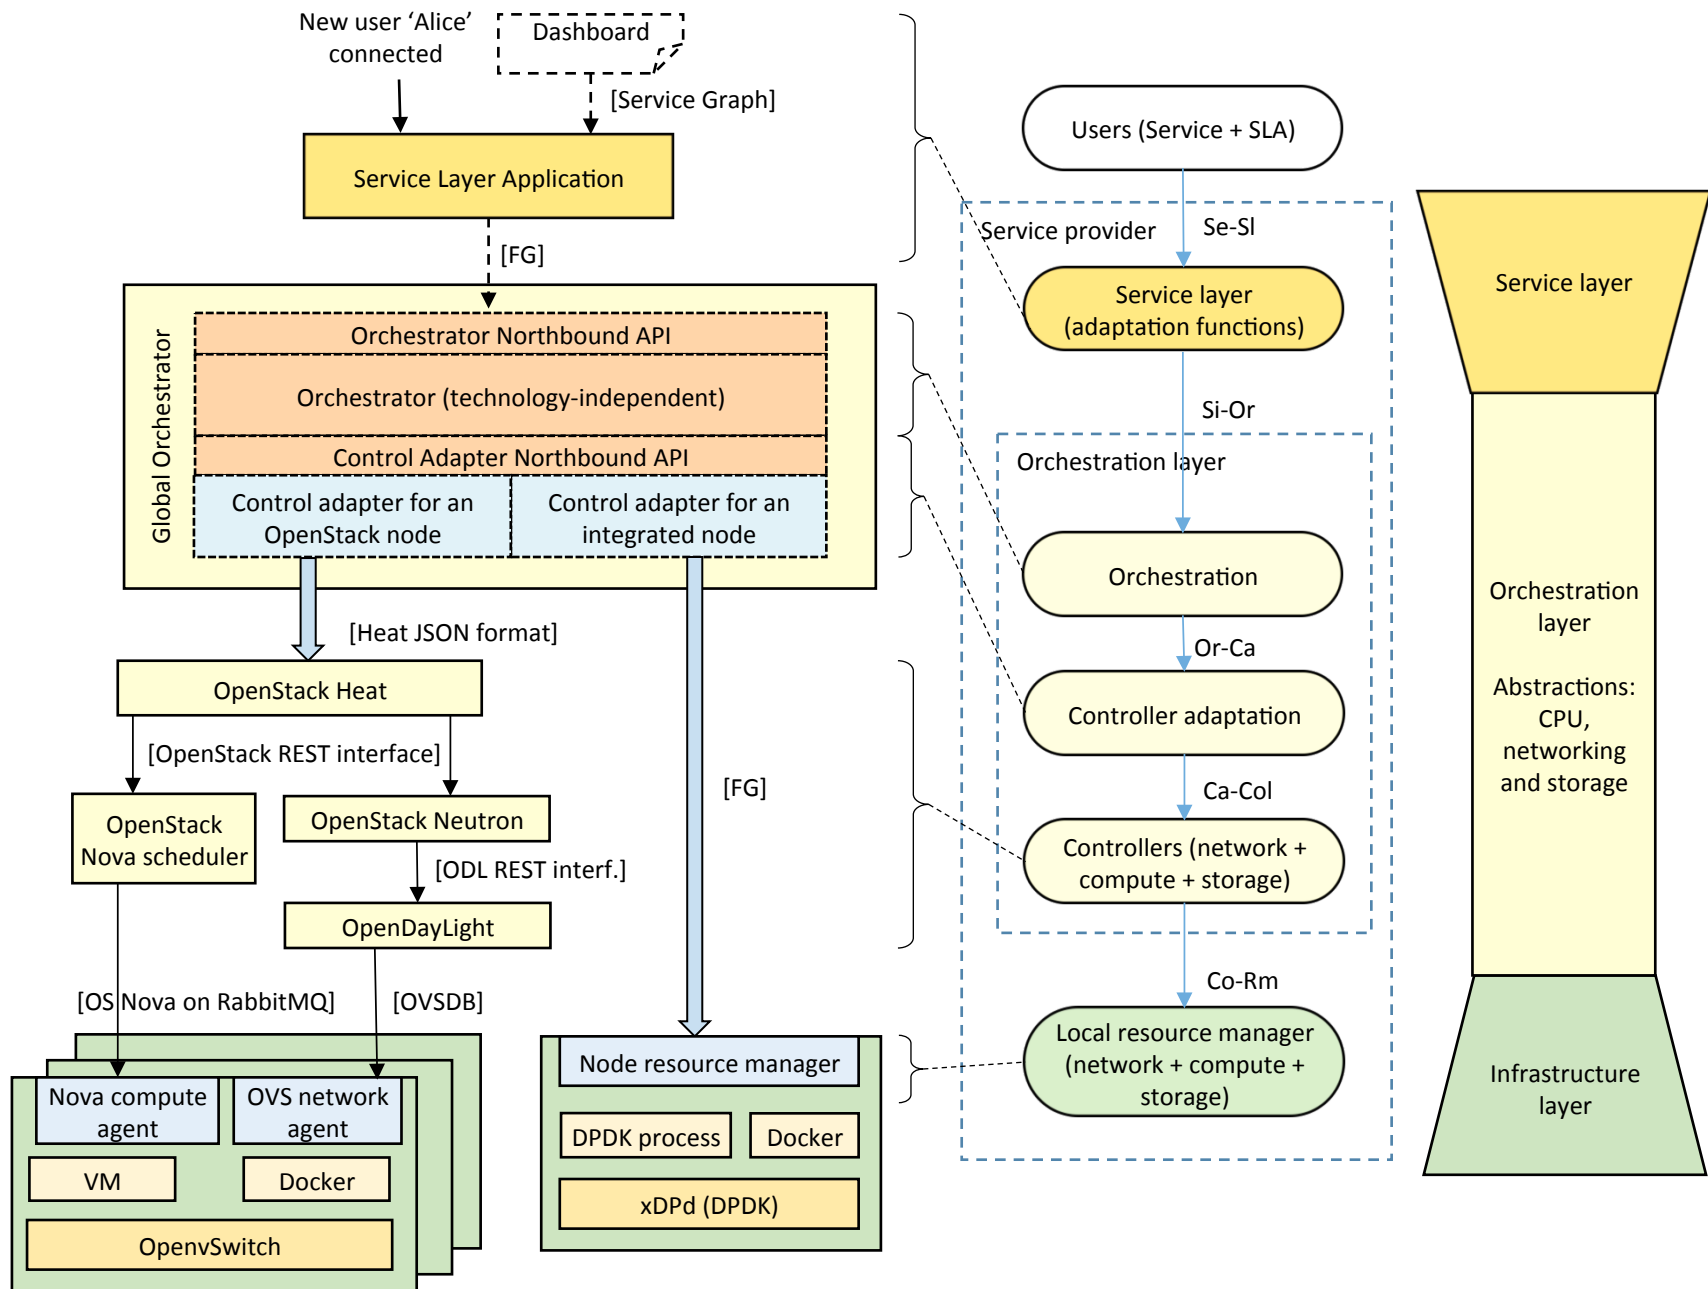 New user ‘Alice’
connected
Dashboard
[Service Graph]
Service Layer Application
[FG]
Global Orchestrator
Orchestrator Northbound API
Orchestrator (technology-independent)
Control Adapter Northbound API
Control adapter for an
OpenStack node
Control adapter for an
integrated node
[Heat JSON format]
OpenStack Heat
[OpenStack REST interface]
[FG]
OpenStack
Nova scheduler
OpenStack Neutron
[ODL REST interf.]
OpenDayLight
[OS Nova on RabbitMQ]
[OVSDB]
Nova compute
agent
OVS network
agent
VM
Docker
OpenvSwitch
Node resource manager
DPDK process
Docker
xDPd (DPDK)
Users (Service + SLA)
Service provider
Se-Sl
Service layer
(adaptation functions)
Si-Or
Orchestration layer
Orchestration
Or-Ca
Controller adaptation
Ca-Col
Controllers (network +
compute + storage)
Co-Rm
Local resource manager
(network + compute +
storage)
Service layer
Orchestration
layer
Abstractions:
CPU,
networking
and storage
Infrastructure
layer